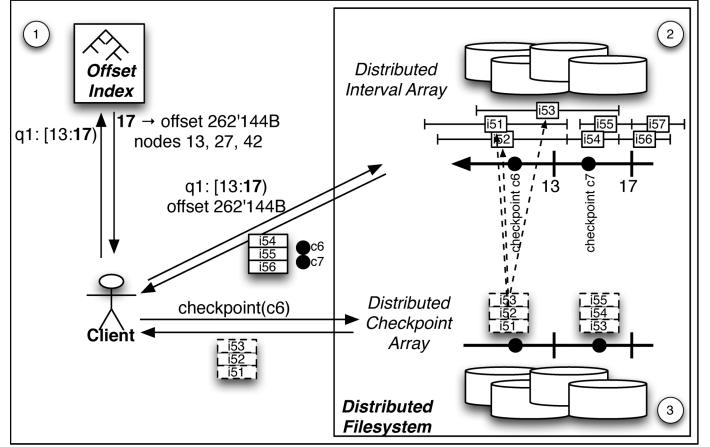 1
Offset
Index
q1: [13:17)
17 → offset 262'144B
nodes 13, 27, 42
q1: [13:17)
offset 262'144B
i54
i55
i56
c6
c7
Client
checkpoint(c6)
i53
i52
i51
2
Distributed
Interval Array
i53
i51
i55
i57
i52
i54
i56
checkpoint c6
13
checkpoint c7
17
Distributed
Checkpoint
Array
i53
i52
i51
i55
i54
i53
Distributed
Filesystem
3